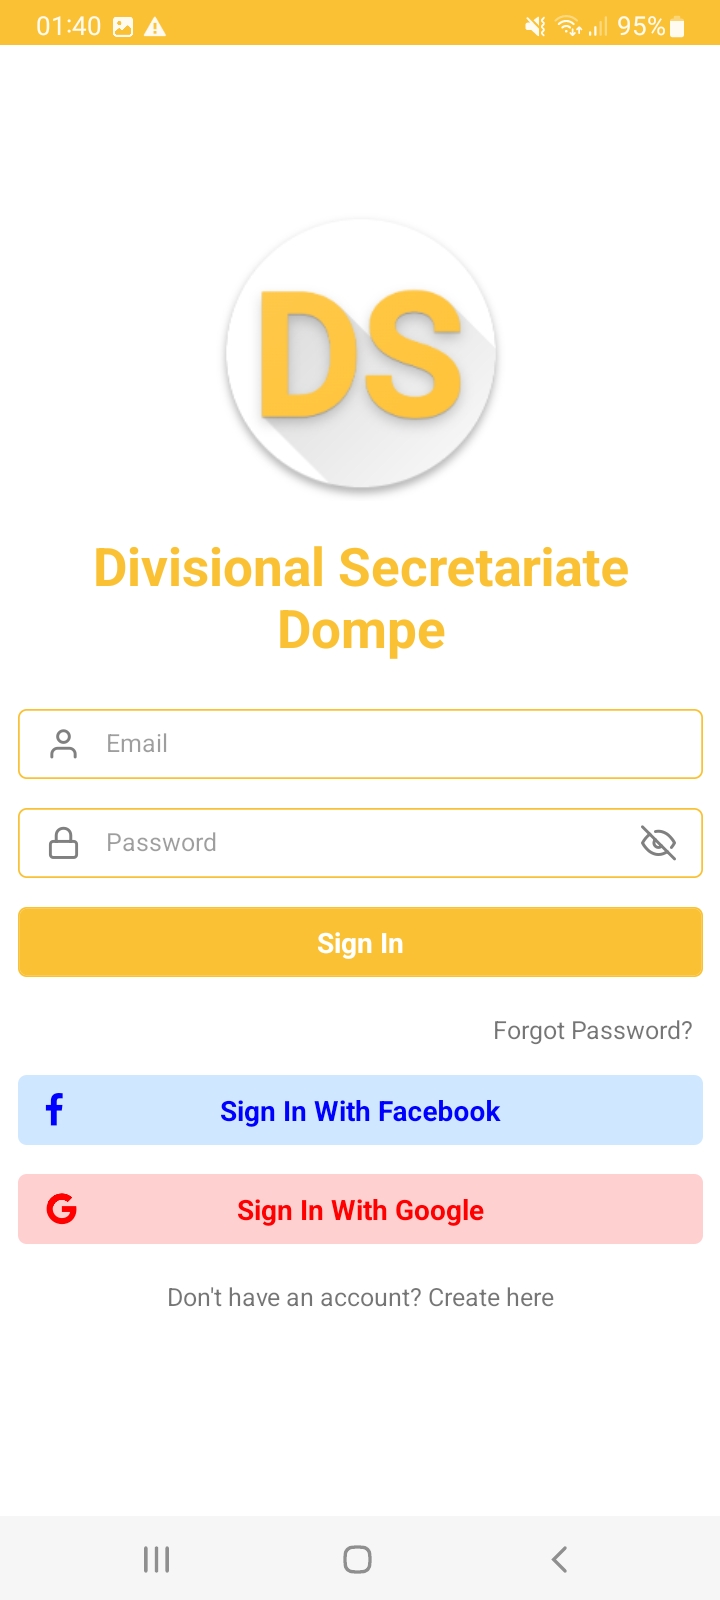 01:40 95%
DS
Divisional Secretariate
Dompe
Email
Password
Sign In
Forgot Password?
Sign In With Facebook
Sign In With Google
Don't have an account? Create here